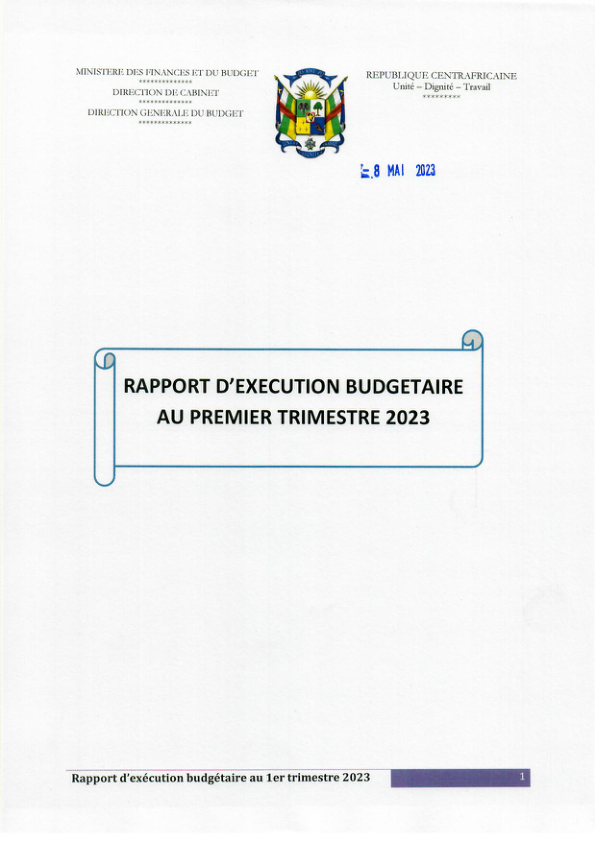 MINISTERE DES FINANCES ET DU BUDGET
*************
DIRECTION DE CABINET
*************
DIRECTION GENERALE DU BUDGET
*************
REPUBLIQUE CENTRAFRICAINE
Unité – Dignité – Travail
*********
8 MAI 2023
RAPPORT D'EXECUTION BUDGETAIRE
AU PREMIER TRIMESTRE 2023
Rapport d'exécution budgétaire au 1er trimestre 2023
1